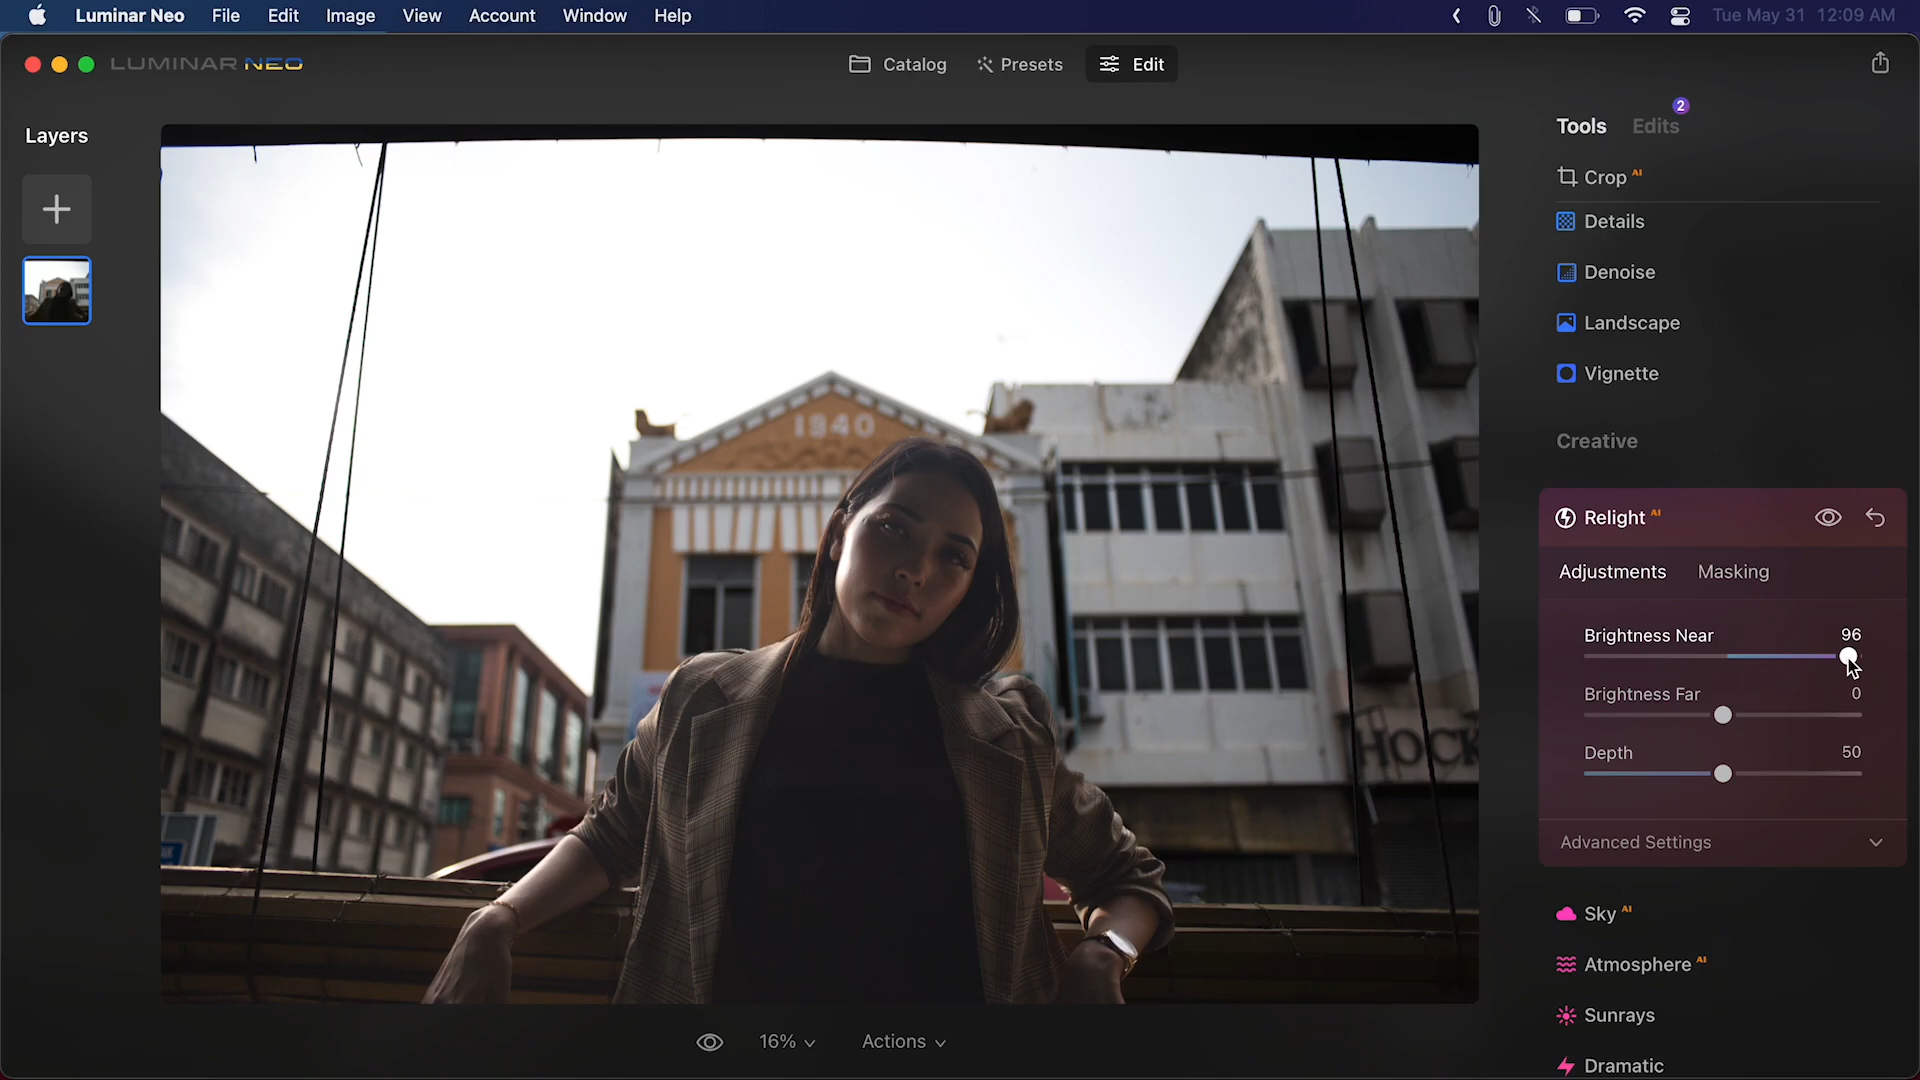 Luminar Neo File Edit Image View Account Window Help Tue May 31 12:09 AM
LUMINAR NEO Catalog Presets Edit
2
Layers
Tools Edits
Crop AI
Details
Denoise
Landscape
Vignette
Creative
1940
Relight AI
Adjustments Masking
Brightness Near 96
Brightness Far 0
HOCK
Depth 50
Advanced Settings
Sky AI
Atmosphere AI
Sunrays
16% Actions
Dramatic